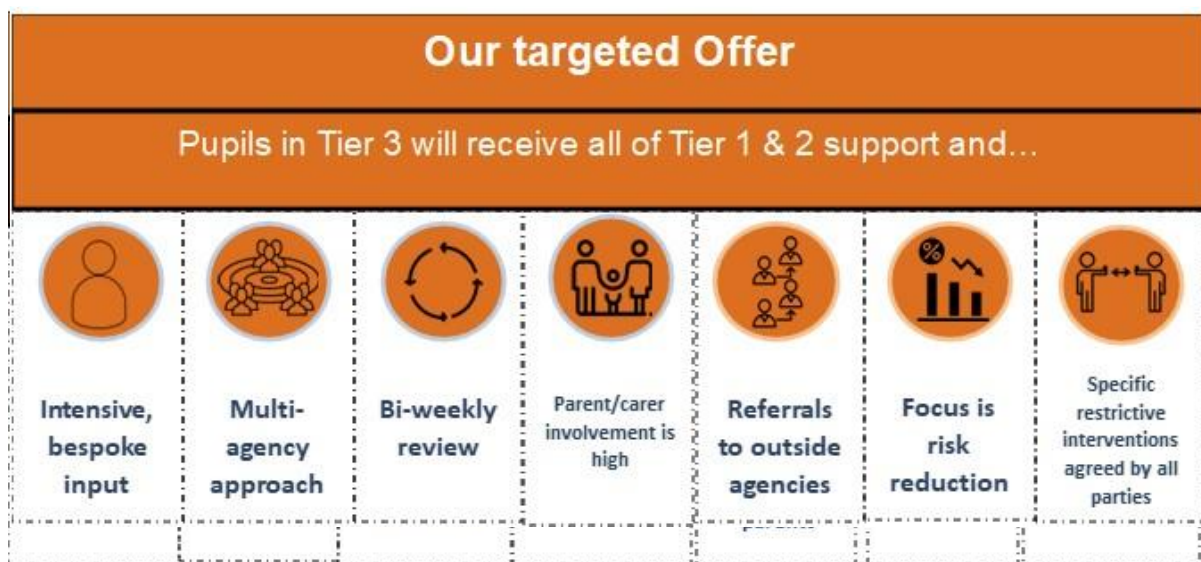 Our targeted Offer
Pupils in Tier 3 will receive all of Tier 1 & 2 support and...
%
Intensive,
bespoke
input
Multi-
agency
approach
Bi-weekly
review
Parent/carer
involvement is
high
Referrals
to outside
agencies
Focus is
risk
reduction
Specific
restrictive
interventions
agreed by all
parties